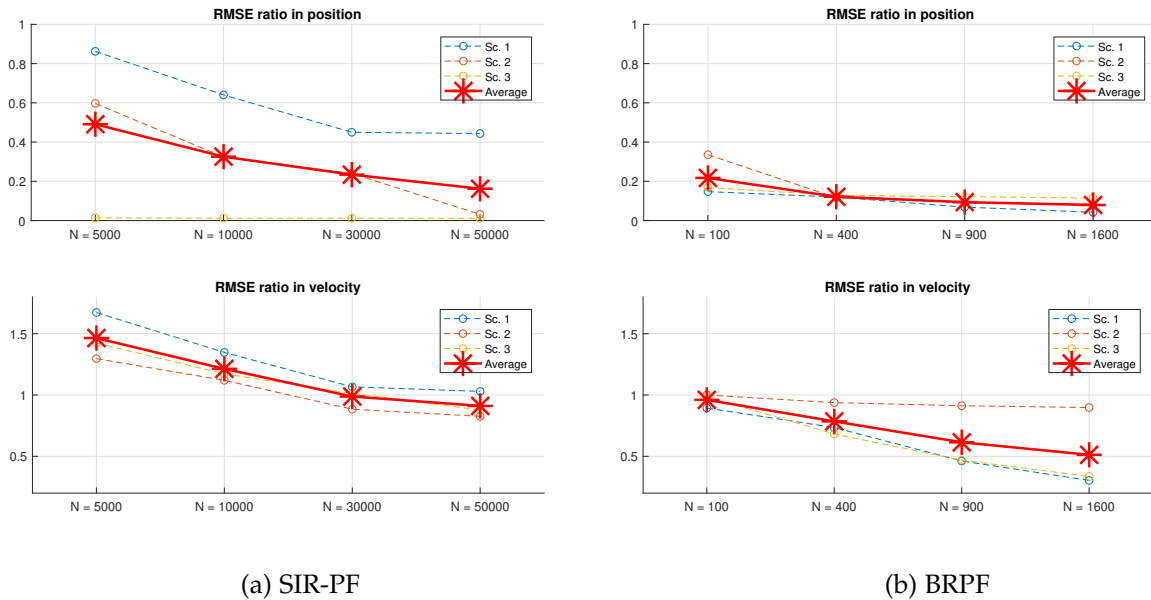 RMSE ratio in position
1
0.8
0.6
0.4
0.2
0
N = 5000
N = 10000
N = 30000
N = 50000
Sc. 1
Sc. 2
Sc. 3
Average
RMSE ratio in velocity
1.5
1
0.5
N = 5000
N = 10000
N = 30000
N = 50000
Sc. 1
Sc. 2
Sc. 3
Average
(a) SIR-PF
RMSE ratio in position
1
0.8
0.6
0.4
0.2
0
N = 100
N = 400
N = 900
N = 1600
Sc. 1
Sc. 2
Sc. 3
Average
RMSE ratio in velocity
1.5
1
0.5
N = 100
N = 400
N = 900
N = 1600
Sc. 1
Sc. 2
Sc. 3
Average
(b) BRPF